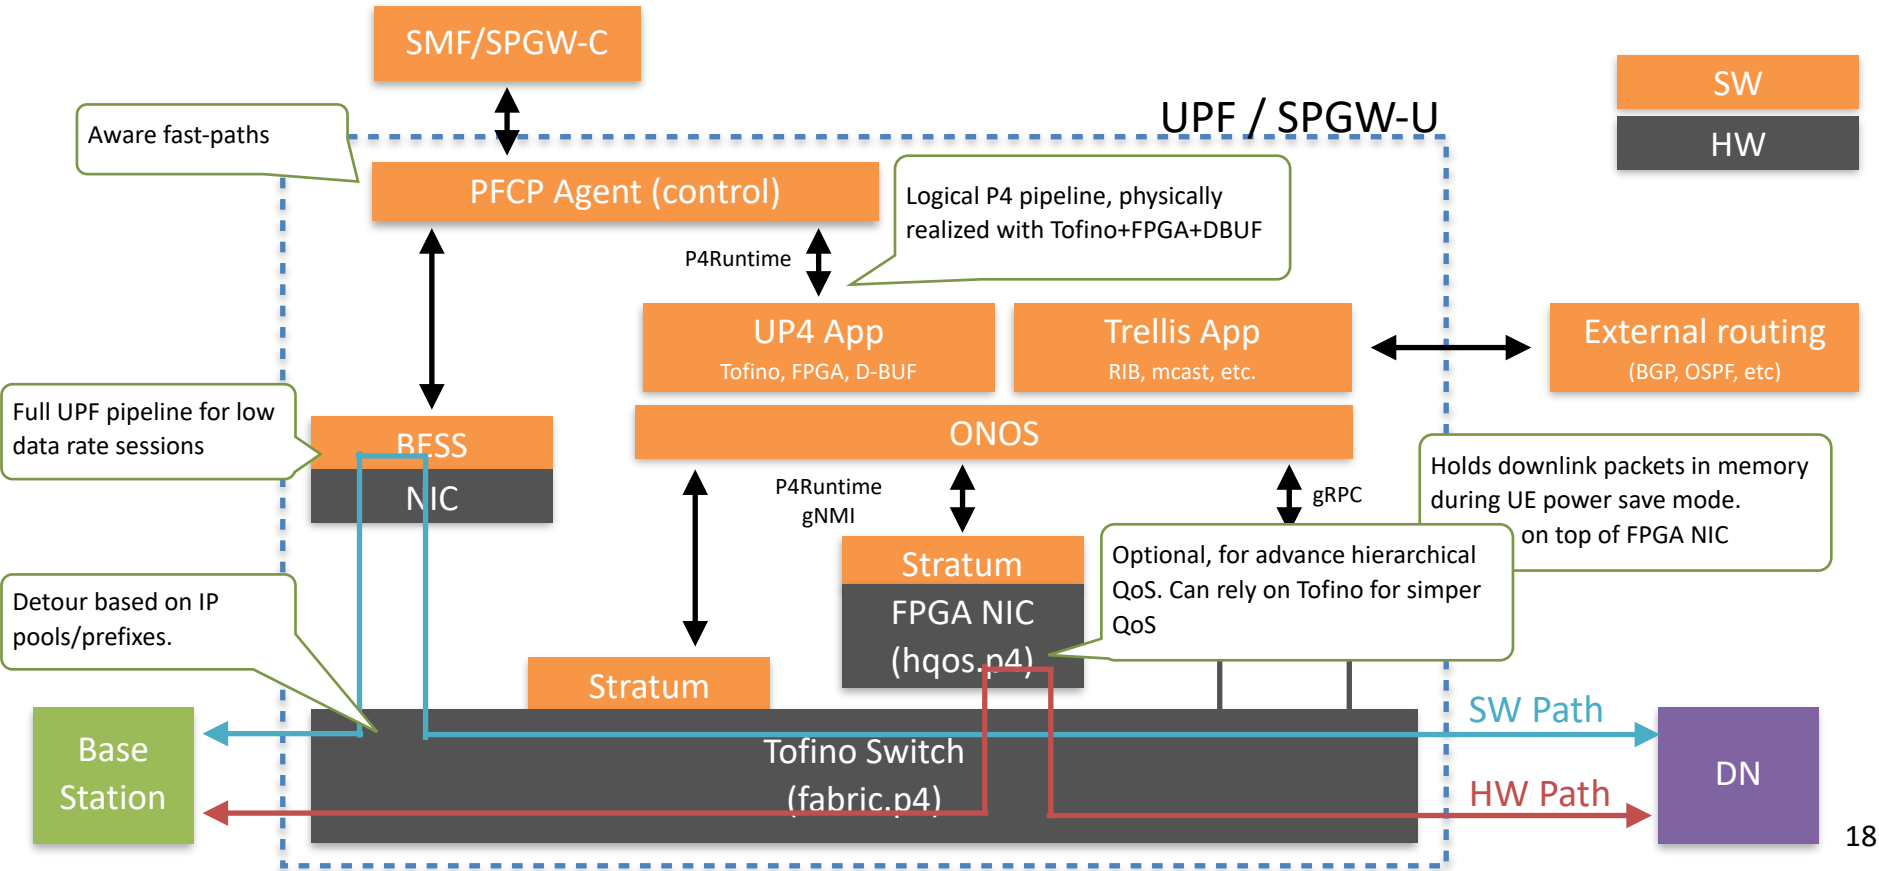 SMF/SPGW-C
SW
HW
UPF / SPGW-U
Aware fast-paths
PFCP Agent (control)
Logical P4 pipeline, physically
realized with Tofino+FPGA+DBUF
P4Runtime
UP4 App
Tofino, FPGA, D-BUF
Trellis App
RIB, mcast, etc.
External routing
(BGP, OSPF, etc)
Full UPF pipeline for low
data rate sessions
BESS
NIC
ONOS
P4Runtime
gNMI
gRPC
Holds downlink packets in memory
during UE power save mode.
on top of FPGA NIC
Stratum
FPGA NIC
(hqos.p4)
Optional, for advance hierarchical
QoS. Can rely on Tofino for simper
QoS
Detour based on IP
pools/prefixes.
Stratum
Base
Station
Tofino Switch
(fabric.p4)
SW Path
HW Path
DN
18